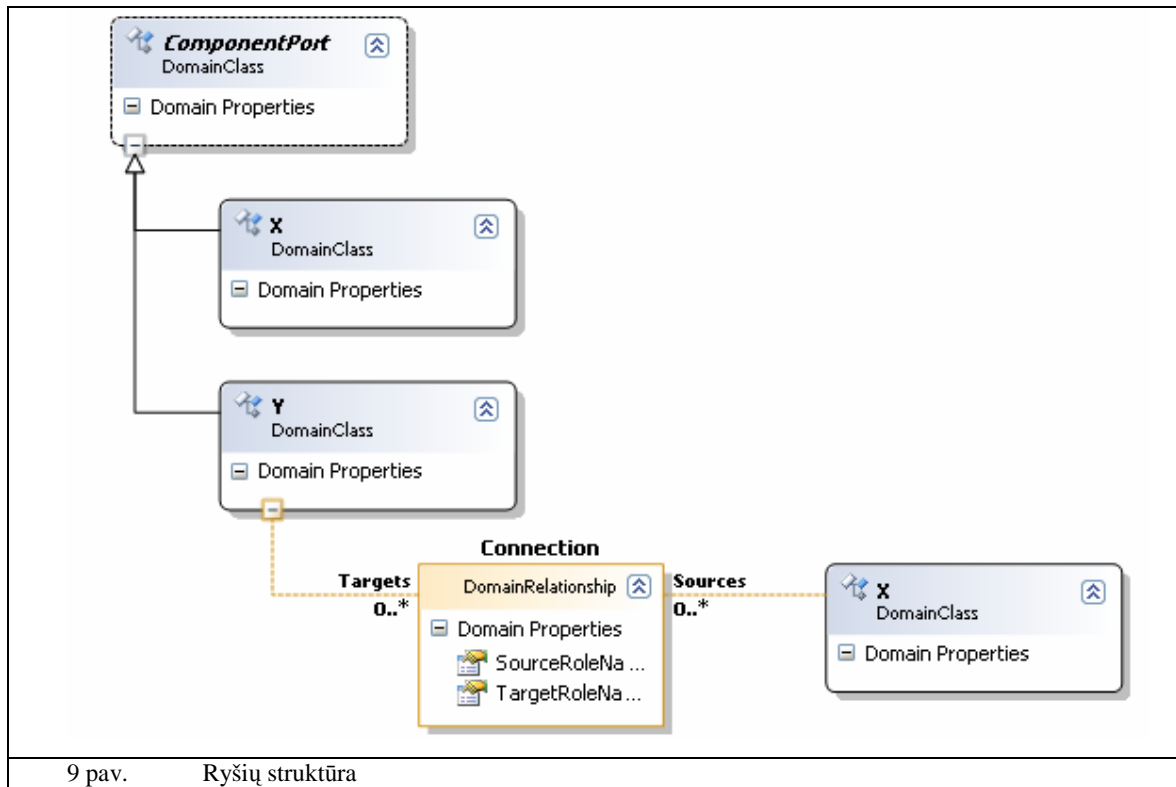 ComponentPort
DomainClass
Domain Properties
X
DomainClass
Domain Properties
Y
DomainClass
Domain Properties
Connection
Targets
0..*
DomainRelationship
Sources
0..*
Domain Properties
SourceRoleNa...
TargetRoleNa...
X
DomainClass
Domain Properties
9 pav. Ryšių struktūra